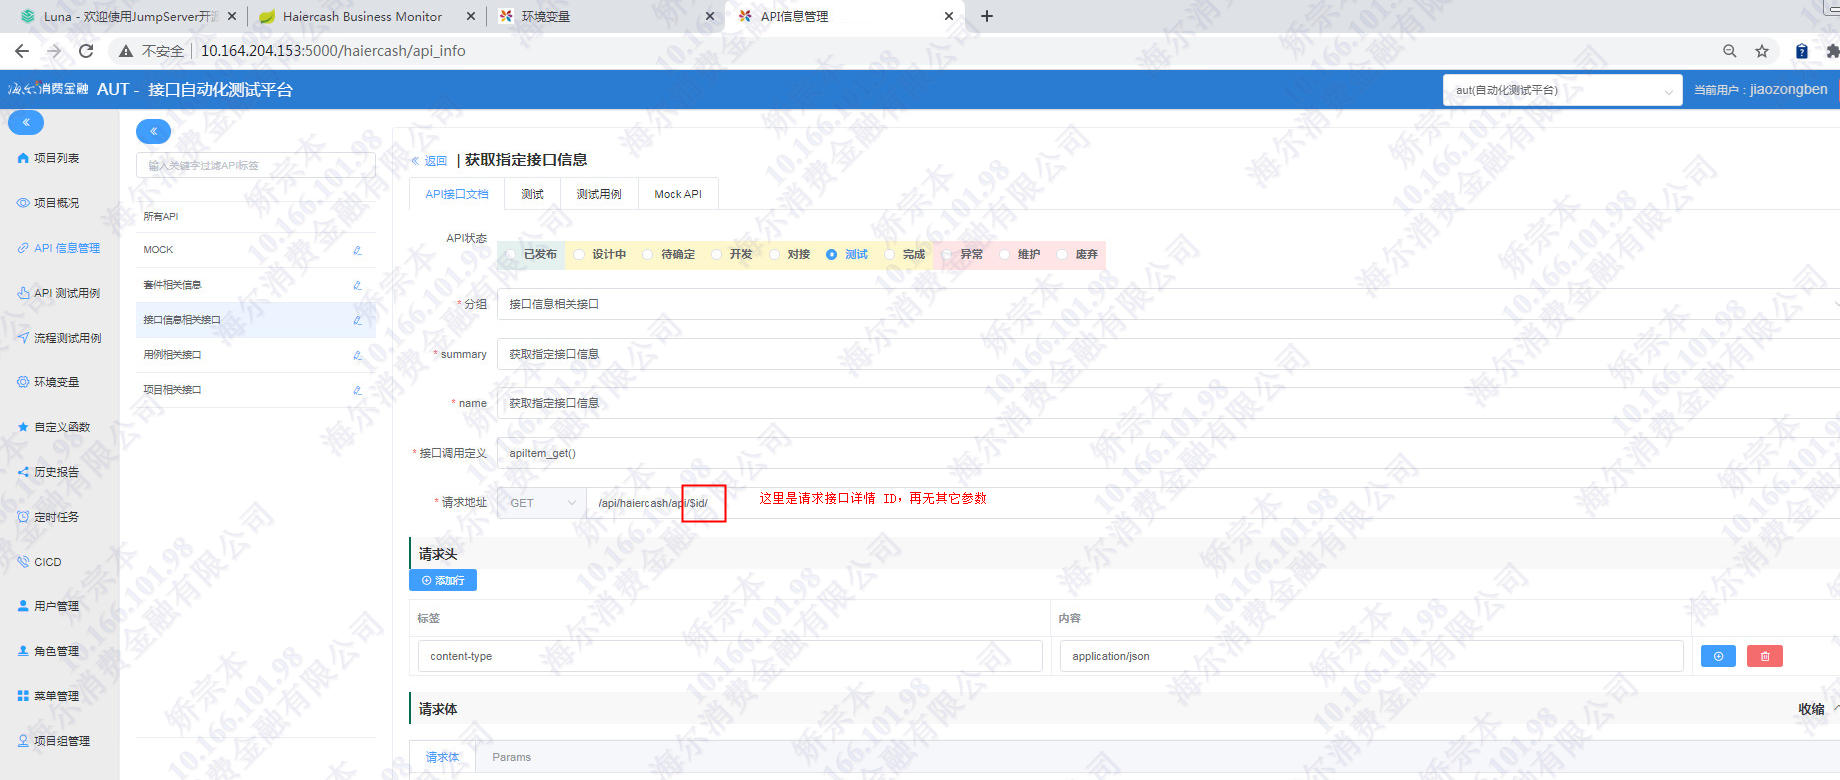 Luna - 欢迎使用JumpServer开源
Haiercash Business Monitor
环境变量
API信息管理
不安全
10.164.204.153:5000/haiercash/api_info
消费金融 AUT - 接口自动化测试平台
aut(自动化测试平台)
当前用户：jiaozongben
项目列表
项目概况
API 信息管理
API 测试用例
流程测试用例
环境变量
自定义函数
历史报告
定时任务
CICD
用户管理
角色管理
菜单管理
项目组管理
输入关键字过滤API标签
所有API
MOCK
套件相关信息
接口信息相关接口
用例相关接口
项目相关接口
返回 | 获取指定接口信息
API接口文档 测试 测试用例 Mock API
API状态
已发布 设计中 待确定 开发 对接 测试 完成 异常 维护 废弃
* 分组 接口信息相关接口
* summary 获取指定接口信息
* name 获取指定接口信息
* 接口调用定义 apiItem_get()
* 请求地址 GET /api/haiercash/api/$id/
这里是请求接口详情 ID，再无其它参数
请求头
添加行
标签 内容
content-type application/json
请求体 收缩
请求体 Params
海尔消费金融有限公司
矫宗本
10.166.101.98